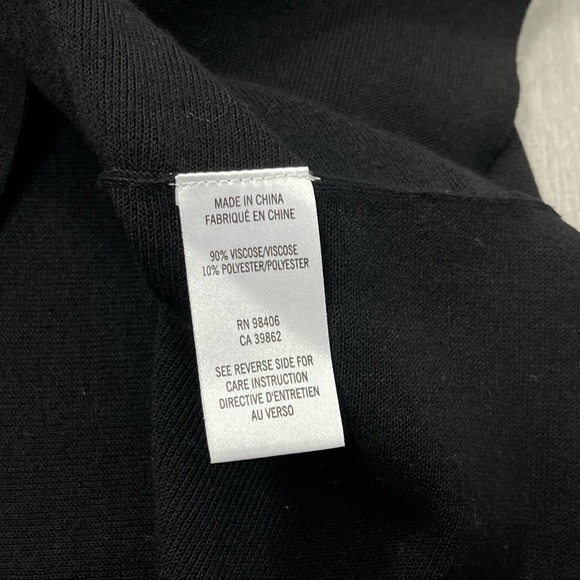 MADE IN CHINA
FABRIQUÉ EN CHINE
90% VISCOSE/VISCOSE
10% POLYESTER/POLYESTER
RN 98406
CA 39862
SEE REVERSE SIDE FOR
CARE INSTRUCTION
DIRECTIVE D'ENTRETIEN
AU VERSO